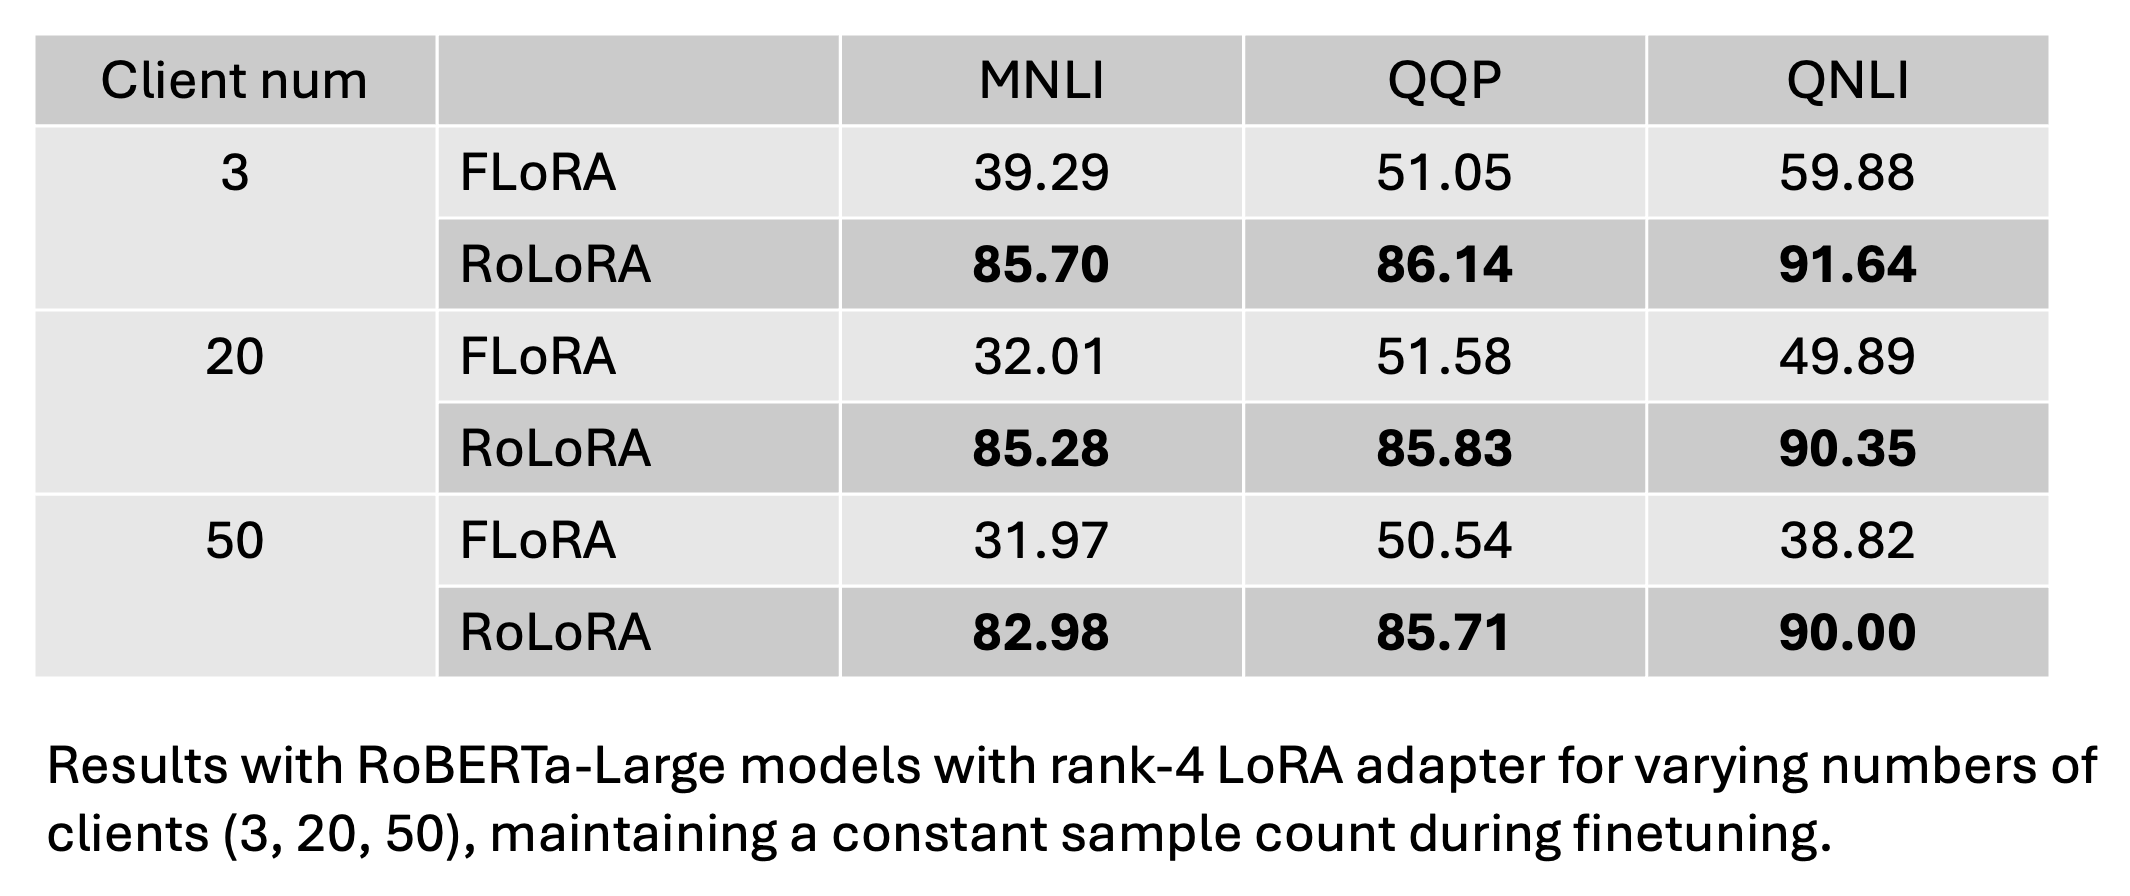 Client num MNLI QQP QNLI
3 FLoRA 39.29 51.05 59.88
RoLoRA 85.70 86.14 91.64
20 FLoRA 32.01 51.58 49.89
RoLoRA 85.28 85.83 90.35
50 FLoRA 31.97 50.54 38.82
RoLoRA 82.98 85.71 90.00
Results with RoBERTa-Large models with rank-4 LoRA adapter for varying numbers of
clients (3, 20, 50), maintaining a constant sample count during finetuning.